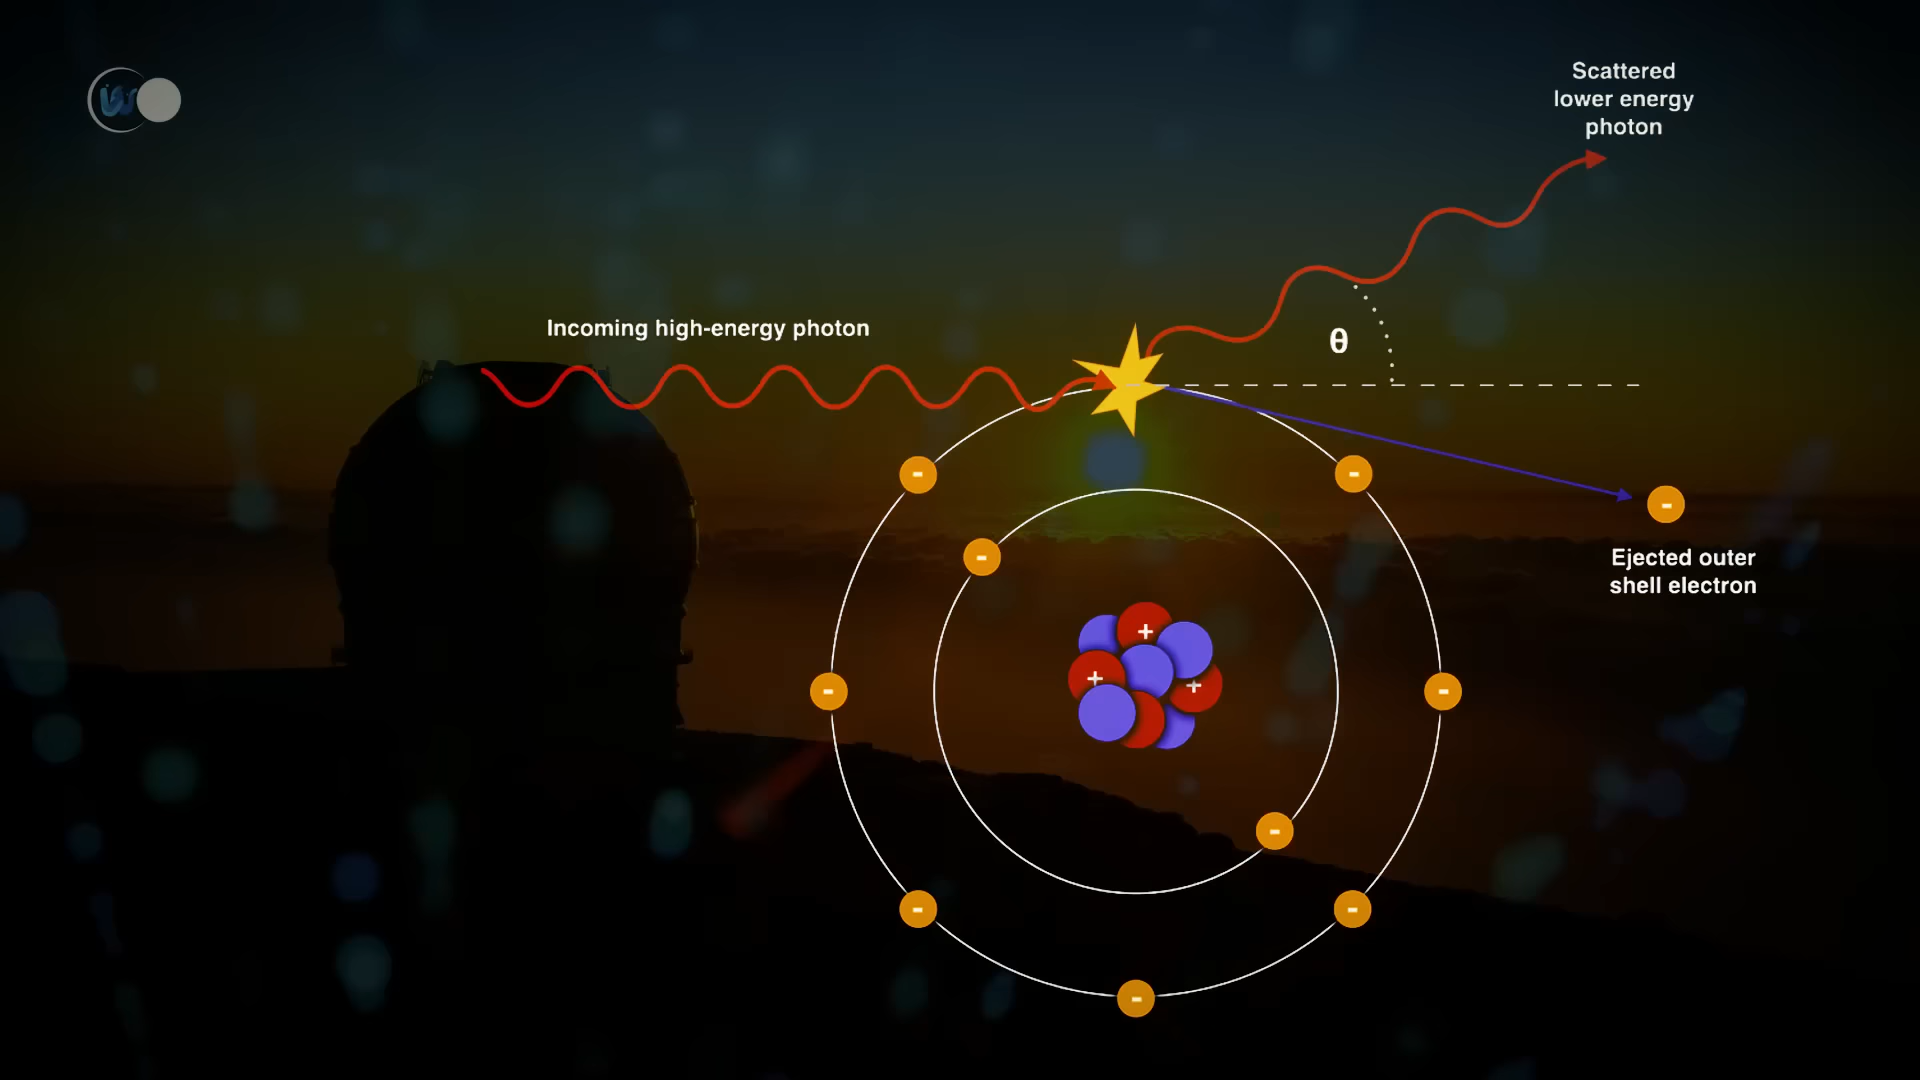 Scattered
lower energy
photon
Incoming high-energy photon
θ
Ejected outer
shell electron
-
-
-
-
+
+
+
-
-
-
-
-
-